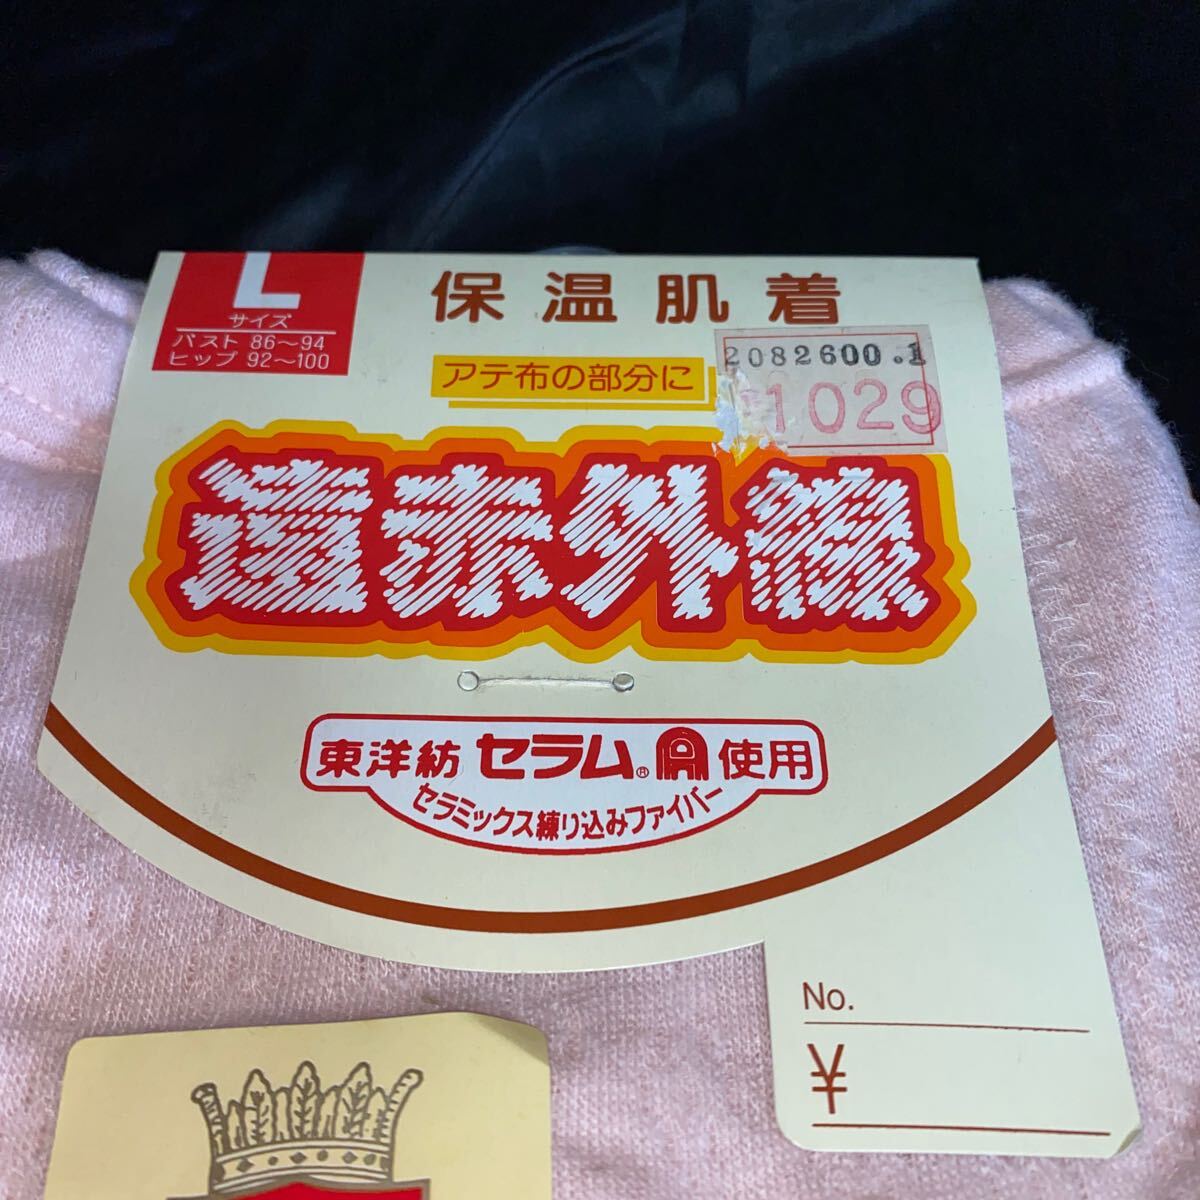 L
サイズ
バスト 86～94
ヒップ 92～100
保温肌着
アテ布の部分に
2082600.1
1029
遠赤外線
東洋紡 セラム® A 使用
セラミックス練り込みファイバー
No.
¥